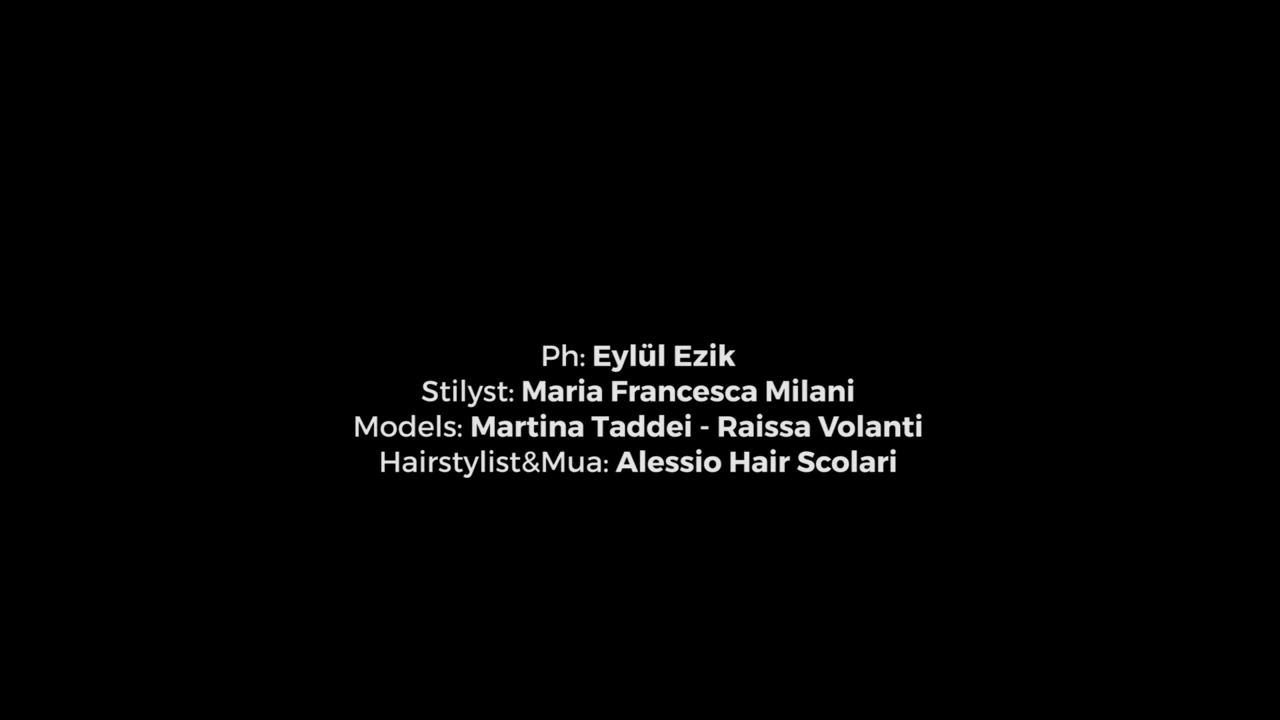 Ph: Eylül Ezik
Stilyst: Maria Francesca Milani
Models: Martina Taddei - Raissa Volanti
Hairstylist&Mua: Alessio Hair Scolari